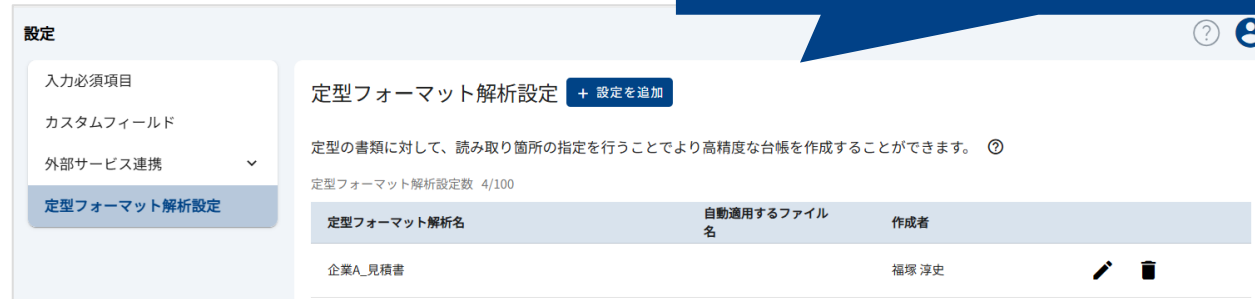 設定
入力必須項目
カスタムフィールド
外部サービス連携
定型フォーマット解析設定
定型フォーマット解析設定 + 設定を追加
定型の書類に対して、読み取り箇所の指定を行うことでより高精度な台帳を作成することができます。
定型フォーマット解析設定数 4/100
定型フォーマット解析名 自動適用するファイル名 作成者
企業A_見積書 福塚 淳史